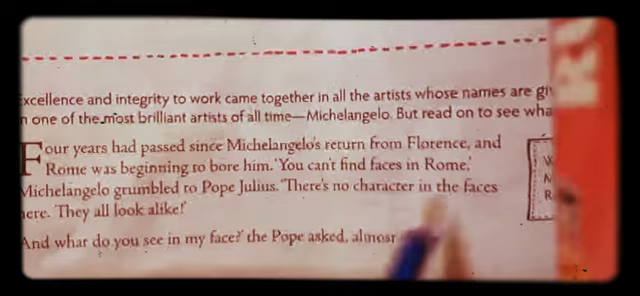 xcellence and integrity to work came together in all the artists whose names are gi
n one of the most brilliant artists of all time—Michelangelo. But read on to see wha
Four years had passed since Michelangelo's return from Florence, and
Rome was beginning to bore him. 'You can't find faces in Rome,'
Michelangelo grumbled to Pope Julius. 'There's no character in the faces
ere. They all look alike!'
And what do you see in my face?' the Pope asked, almost